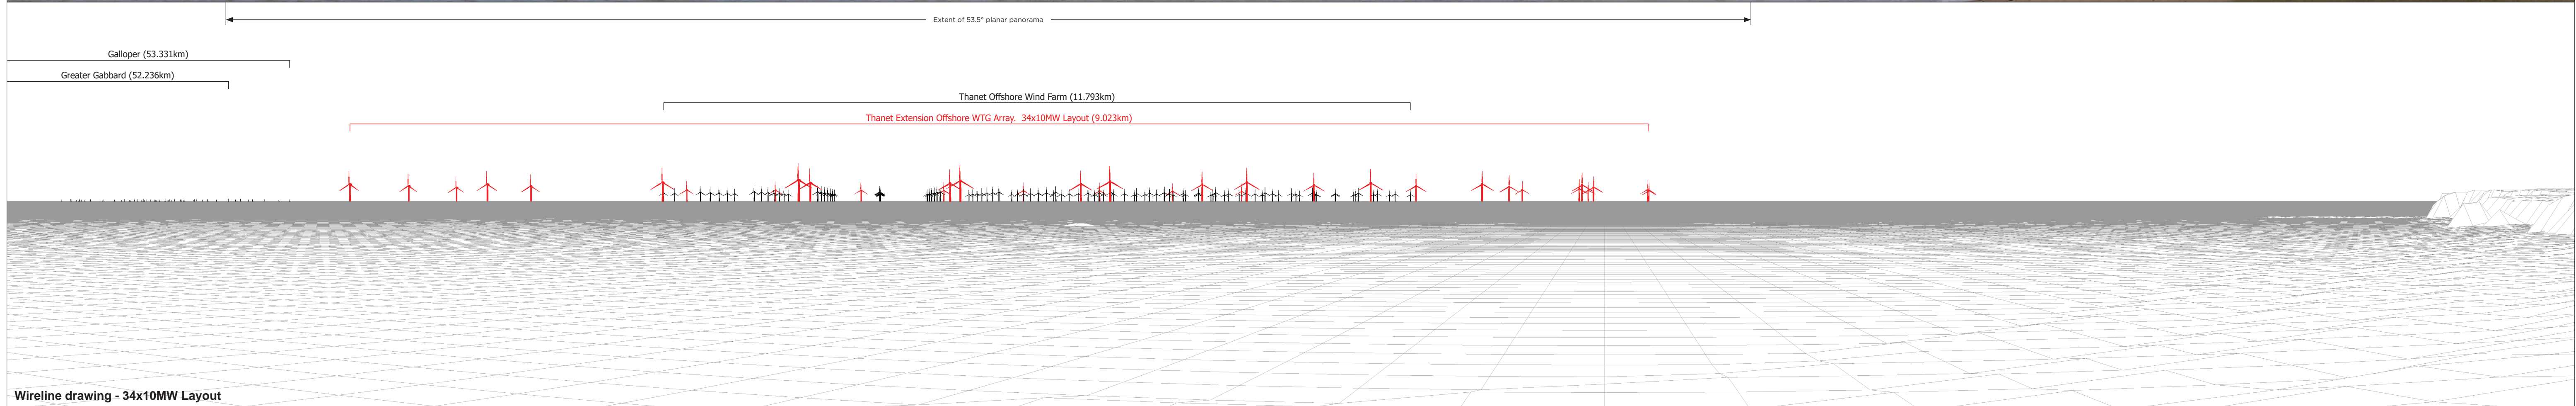 Extent of 53.5° planar panorama
Galloper (53.331km)
Greater Gabbard (52.236km)
Thanet Offshore Wind Farm (11.793km)
Thanet Extension Offshore WTG Array. 34x10MW Layout (9.023km)
Wireline drawing - 34x10MW Layout